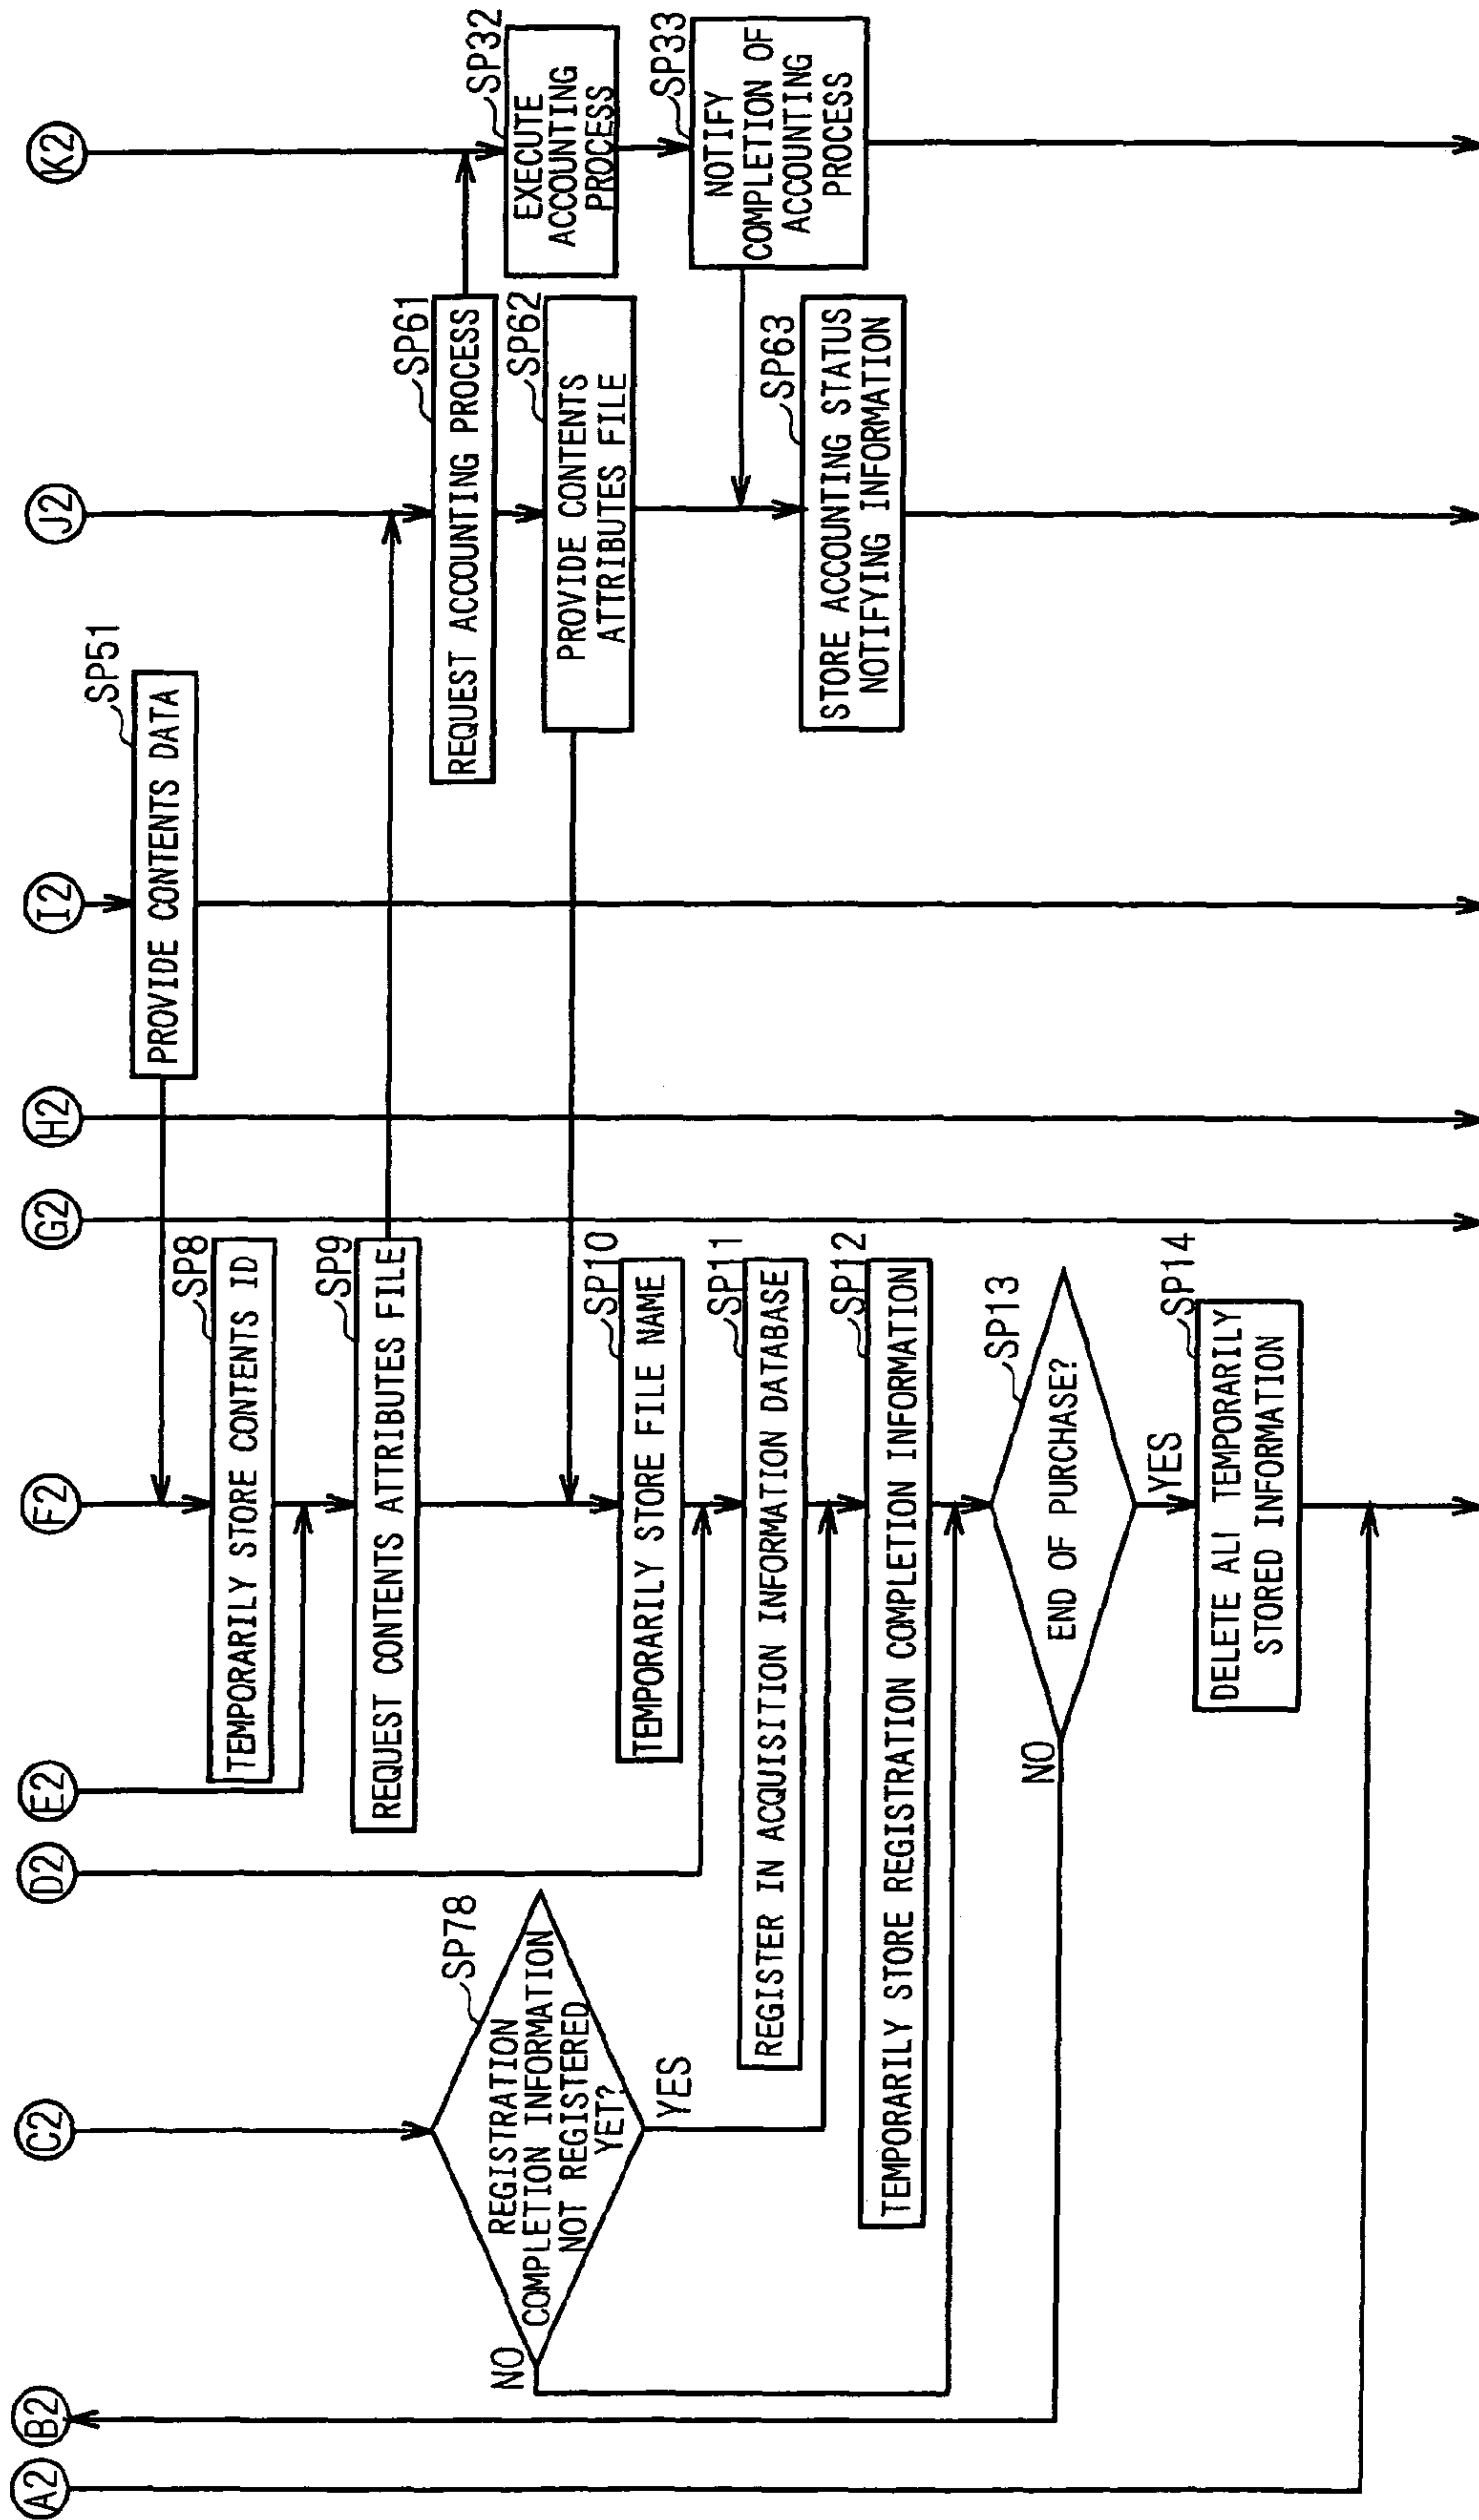 A2
B2
C2
D2
E2
F2
G2
H2
I2
J2
K2
SP51
PROVIDE CONTENTS DATA
SP8
TEMPORARILY STORE CONTENTS ID
SP9
REQUEST CONTENTS ATTRIBUTES FILE
SP61
REQUEST ACCOUNTING PROCESS
SP32
EXECUTE
ACCOUNTING
PROCESS
SP62
PROVIDE CONTENTS
ATTRIBUTES FILE
SP33
NOTIFY
COMPLETION OF
ACCOUNTING
PROCESS
SP63
STORE ACCOUNTING STATUS
NOTIFYING INFORMATION
SP78
REGISTRATION
COMPLETION INFORMATION
NOT REGISTERED
YET?
NO
YES
SP10
TEMPORARILY STORE FILE NAME
SP11
REGISTER IN ACQUISITION INFORMATION DATABASE
SP12
TEMPORARILY STORE REGISTRATION COMPLETION INFORMATION
SP13
END OF PURCHASE?
NO
YES
SP14
DELETE ALl TEMPORARILY
STORED INFORMATION